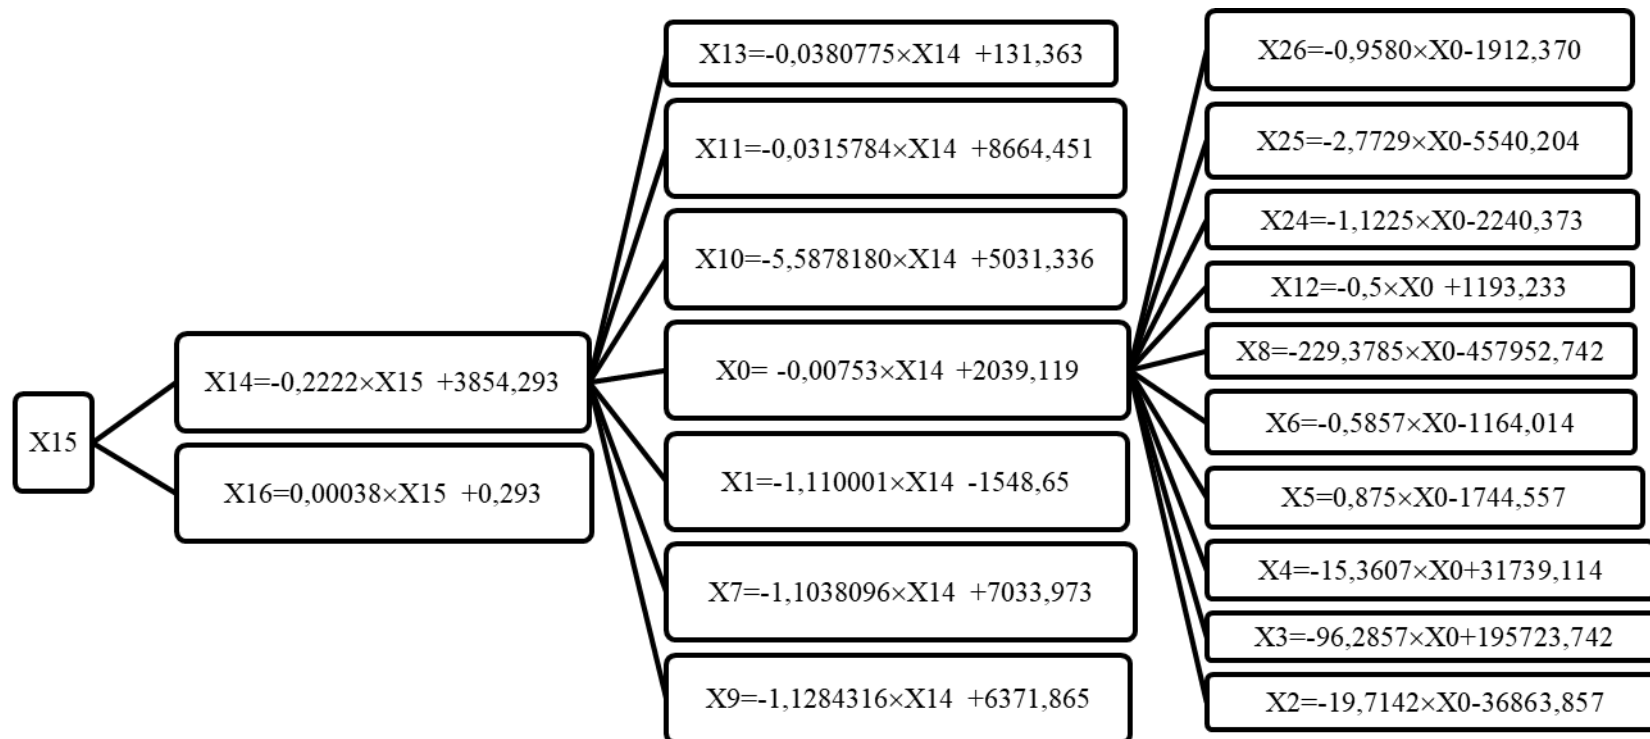 X15
X14=-0,2222×X15 +3854,293
X16=0,00038×X15 +0,293
X13=-0,0380775×X14 +131,363
X11=-0,0315784×X14 +8664,451
X10=-5,5878180×X14 +5031,336
X0= -0,00753×X14 +2039,119
X1=-1,110001×X14 -1548,65
X7=-1,1038096×X14 +7033,973
X9=-1,1284316×X14 +6371,865
X26=-0,9580×X0-1912,370
X25=-2,7729×X0-5540,204
X24=-1,1225×X0-2240,373
X12=-0,5×X0 +1193,233
X8=-229,3785×X0-457952,742
X6=-0,5857×X0-1164,014
X5=0,875×X0-1744,557
X4=-15,3607×X0+31739,114
X3=-96,2857×X0+195723,742
X2=-19,7142×X0-36863,857